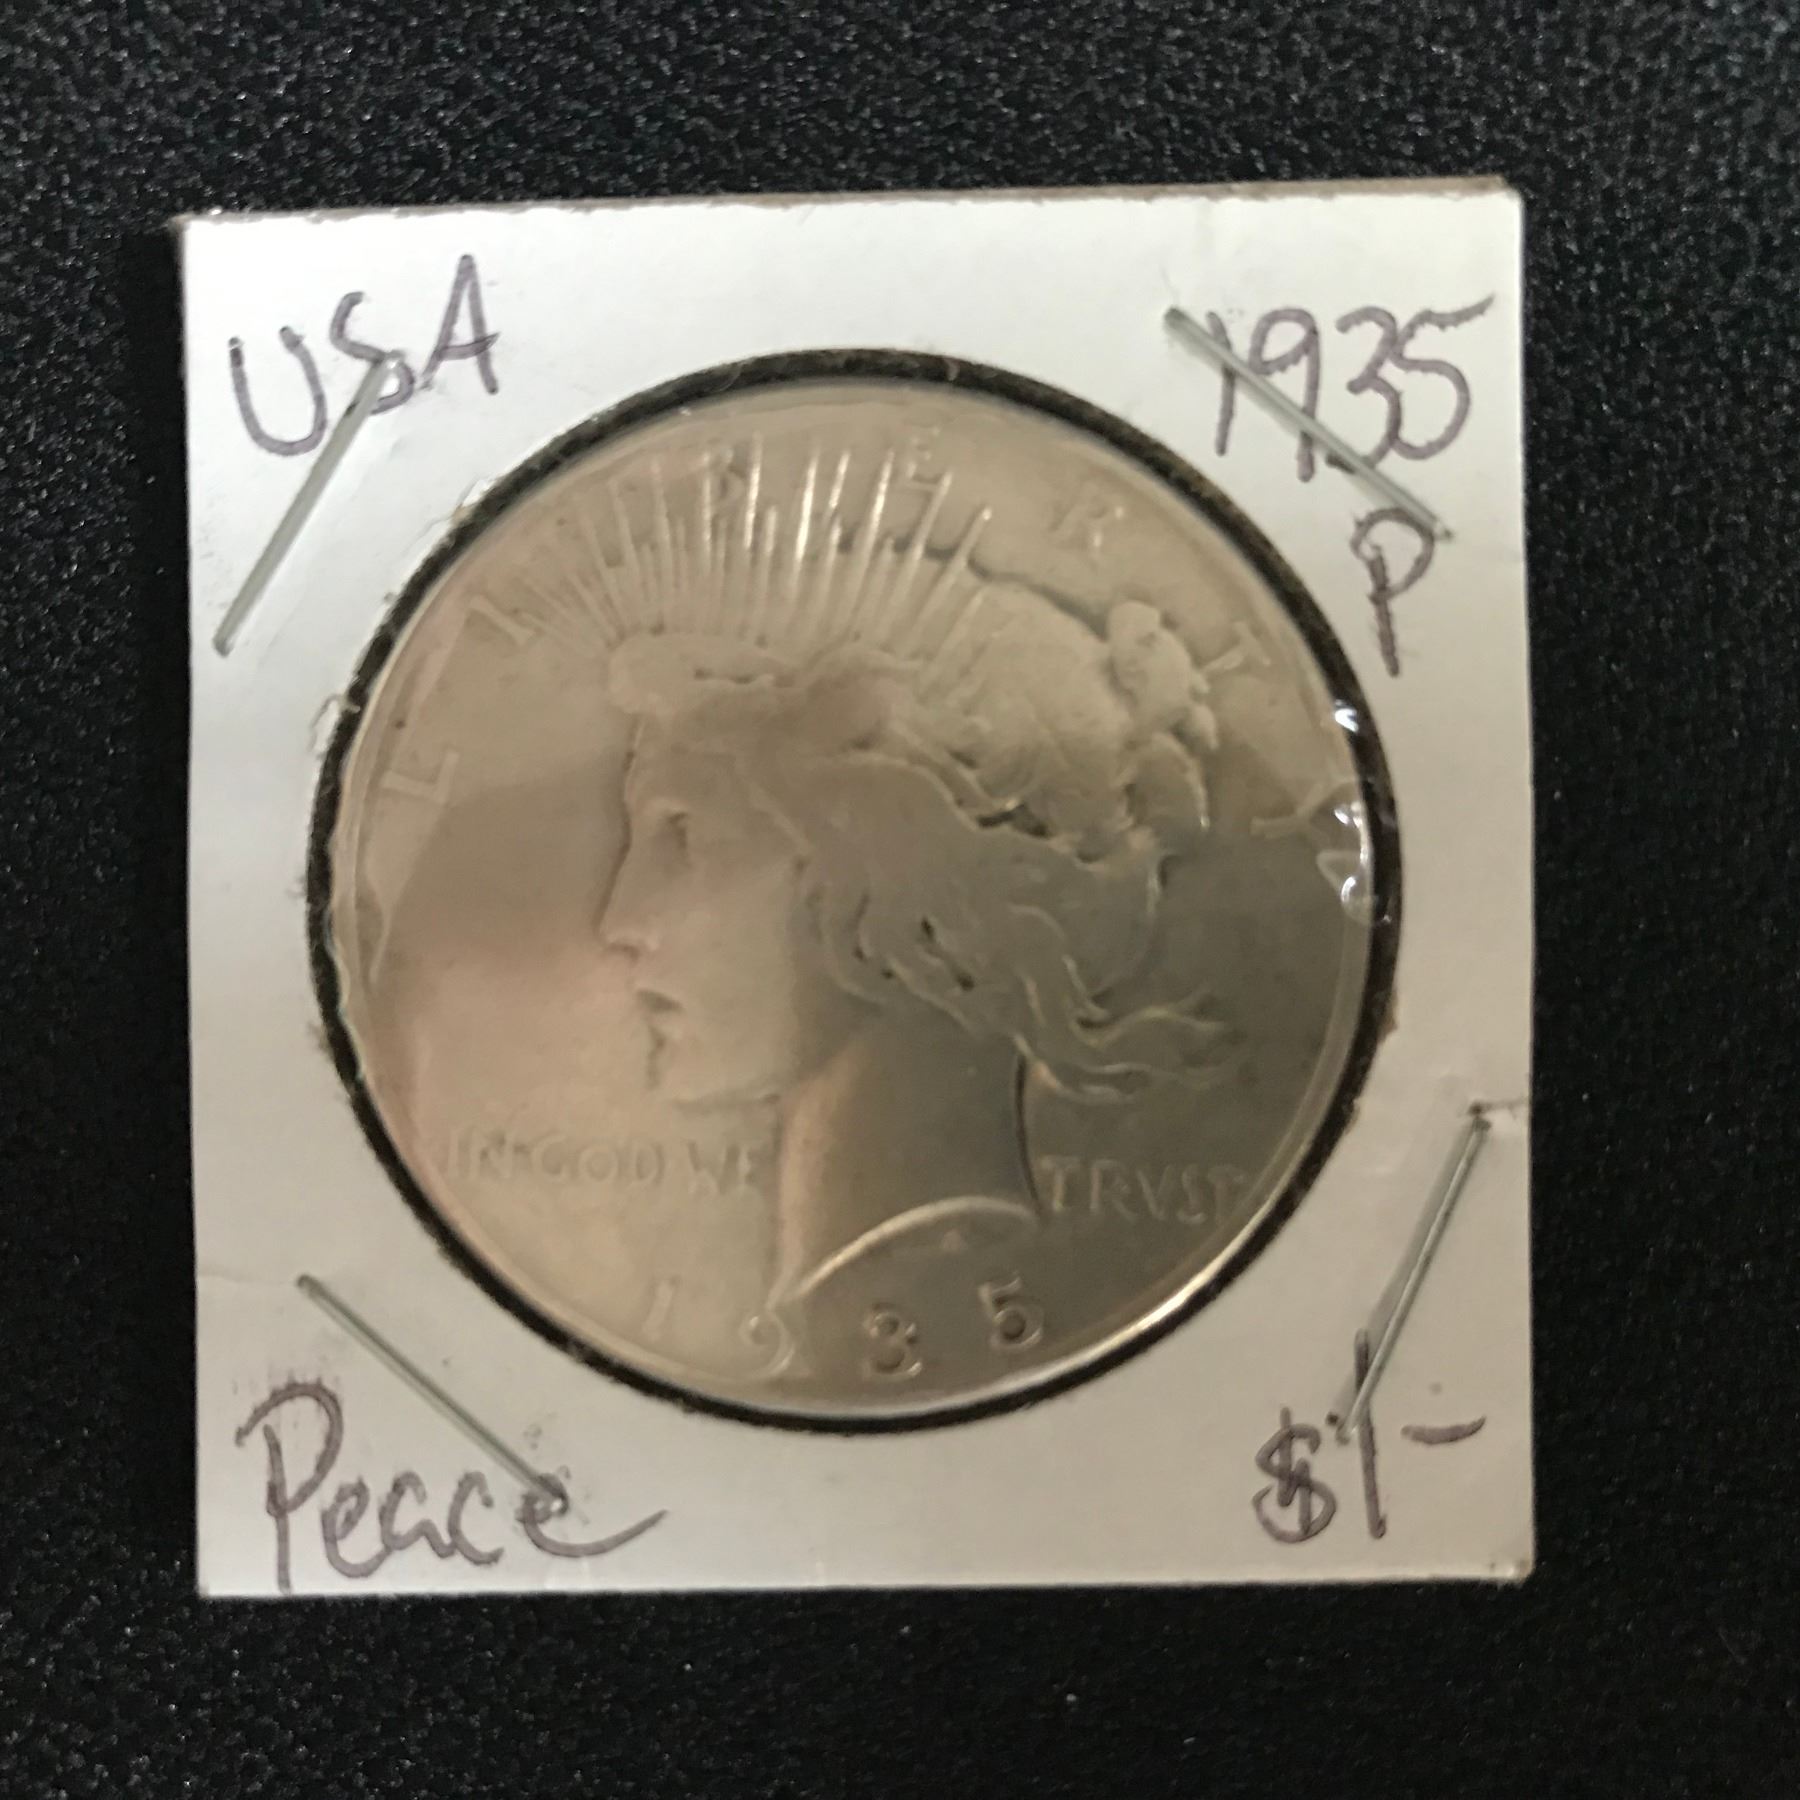 USA
1935
P
LIBERTY
IN GOD WE TRVST
1935
Peace
$1-